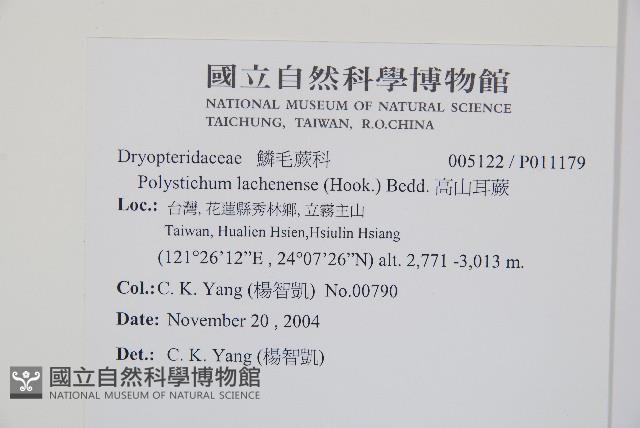 國立自然科學博物館
NATIONAL MUSEUM OF NATURAL SCIENCE
TAICHUNG, TAIWAN, R.O.CHINA
Dryopteridaceae 鱗毛蕨科 005122 / P011179
Polystichum lachenense (Hook.) Bedd. 高山耳蕨
Loc.: 台灣, 花蓮縣秀林鄉, 立霧主山
Taiwan, Hualien Hsien,Hsiulin Hsiang
(121°26'12”E , 24°07'26”N) alt. 2,771 -3,013 m.
Col.: C. K. Yang (楊智凱) No.00790
Date: November 20 , 2004
Det.: C. K. Yang (楊智凱)
國立自然科學博物館
NATIONAL MUSEUM OF NATURAL SCIENCE